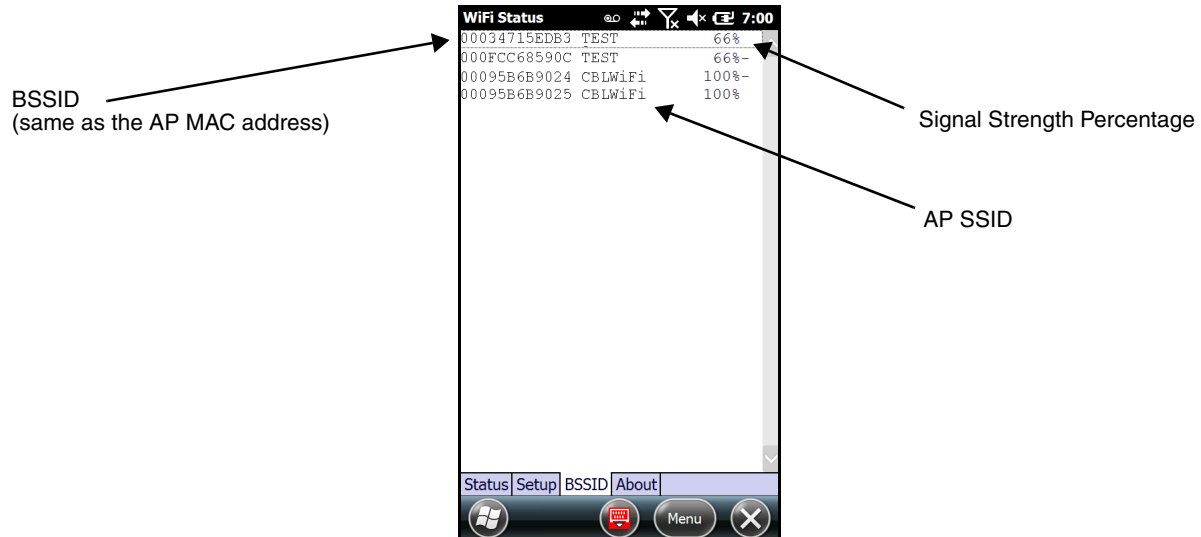 WiFi Status 7:00
00034715EDB3 TEST 66%
000FCC68590C TEST 66%-
00095B6B9024 CBLWiFi 100%-
00095B6B9025 CBLWiFi 100%
BSSID
(same as the AP MAC address)
Signal Strength Percentage
AP SSID
Status Setup BSSID About
Menu